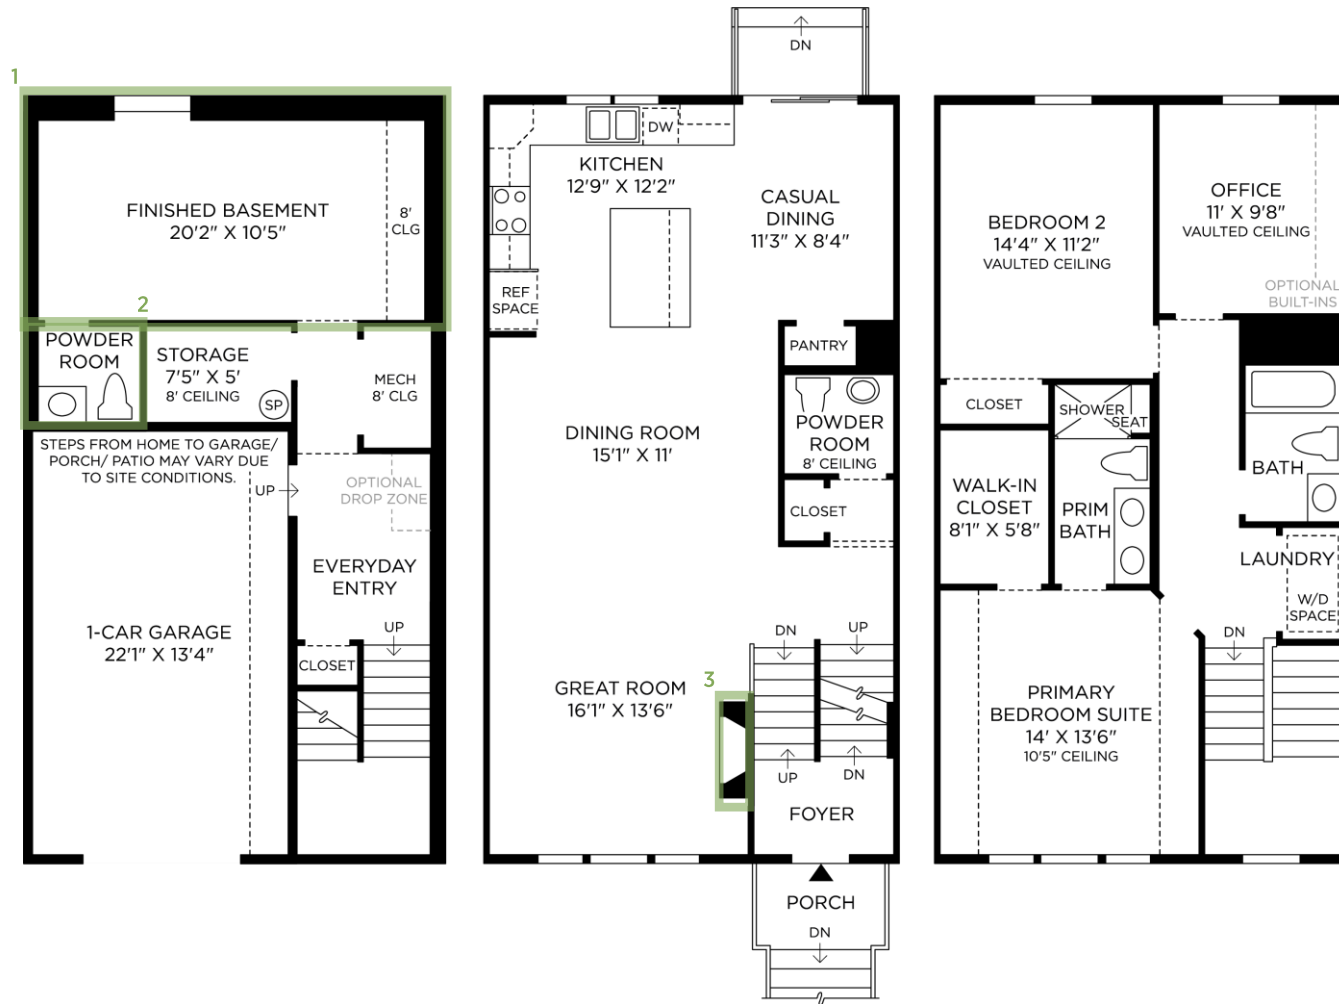 1
FINISHED BASEMENT
20'2" X 10'5"
8'
CLG
2
POWDER
ROOM
STORAGE
7'5" X 5'
8' CEILING
SP
MECH
8' CLG
STEPS FROM HOME TO GARAGE/
PORCH/ PATIO MAY VARY DUE
TO SITE CONDITIONS.
UP
OPTIONAL
DROP ZONE
EVERYDAY
ENTRY
1-CAR GARAGE
22'1" X 13'4"
UP
CLOSET
DN
DW
KITCHEN
12'9" X 12'2"
CASUAL
DINING
11'3" X 8'4"
REF
SPACE
PANTRY
POWDER
ROOM
8' CEILING
DINING ROOM
15'1" X 11'
CLOSET
DN
UP
GREAT ROOM
16'1" X 13'6"
3
UP
DN
FOYER
PORCH
DN
BEDROOM 2
14'4" X 11'2"
VAULTED CEILING
OFFICE
11' X 9'8"
VAULTED CEILING
OPTIONAL
BUILT-INS
CLOSET
SHOWER
SEAT
WALK-IN
CLOSET
8'1" X 5'8"
PRIM
BATH
BATH
LAUNDRY
W/D
SPACE
DN
PRIMARY
BEDROOM SUITE
14' X 13'6"
10'5" CEILING